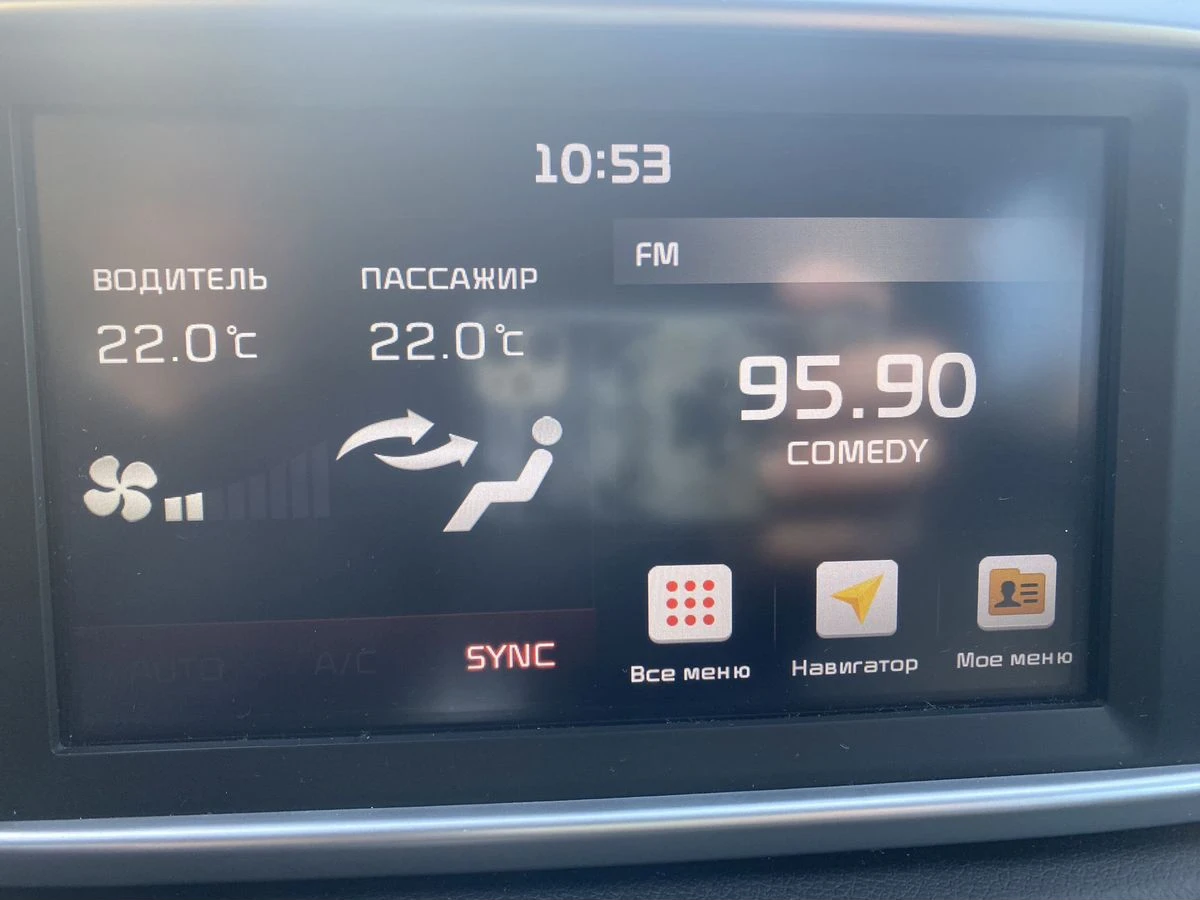 10:53
ВОДИТЕЛЬ
ПАССАЖИР
22.0℃
22.0℃
FM
95.90
COMEDY
AUTO
A/C
SYNC
Все меню
Навигатор
Мое меню